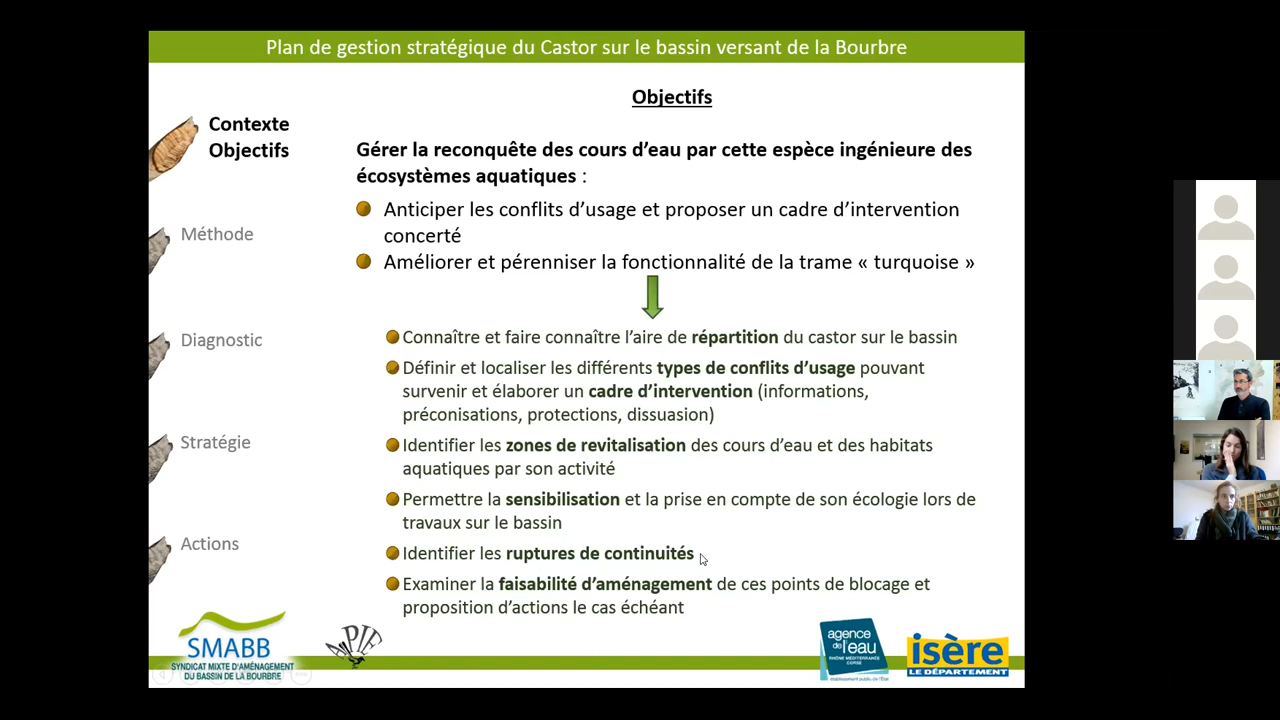 Plan de gestion stratégique du Castor sur le bassin versant de la Bourbre
Objectifs
Contexte
Objectifs
Méthode
Diagnostic
Stratégie
Actions
Gérer la reconquête des cours d’eau par cette espèce ingénieure des
écosystèmes aquatiques :
Anticiper les conflits d’usage et proposer un cadre d’intervention
concerté
Améliorer et pérenniser la fonctionnalité de la trame « turquoise »
Connaître et faire connaître l’aire de répartition du castor sur le bassin
Définir et localiser les différents types de conflits d’usage pouvant
survenir et élaborer un cadre d’intervention (informations,
préconisations, protections, dissuasion)
Identifier les zones de revitalisation des cours d’eau et des habitats
aquatiques par son activité
Permettre la sensibilisation et la prise en compte de son écologie lors de
travaux sur le bassin
Identifier les ruptures de continuités
Examiner la faisabilité d’aménagement de ces points de blocage et
proposition d’actions le cas échéant
SMABB
SYNDICAT MIXTE D'AMÉNAGEMENT
DU BASSIN DE LA BOURBRE
agence
de l'eau
RHÔNE MÉDITERRANÉE
CORSE
établissement public de l'État
isère
LE DÉPARTEMENT